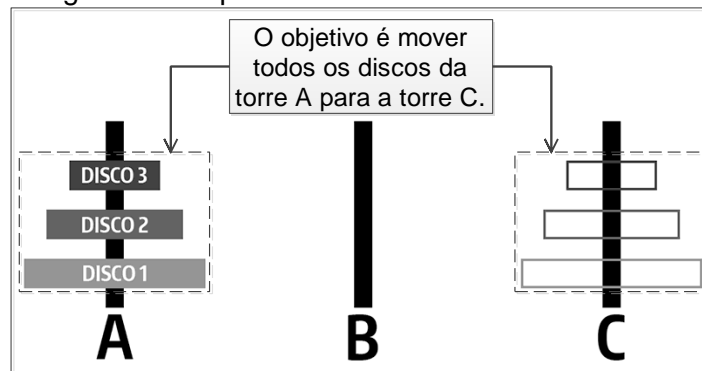 O objetivo é mover
todos os discos da
torre A para a torre C.
DISCO 3
DISCO 2
DISCO 1
A
B
C